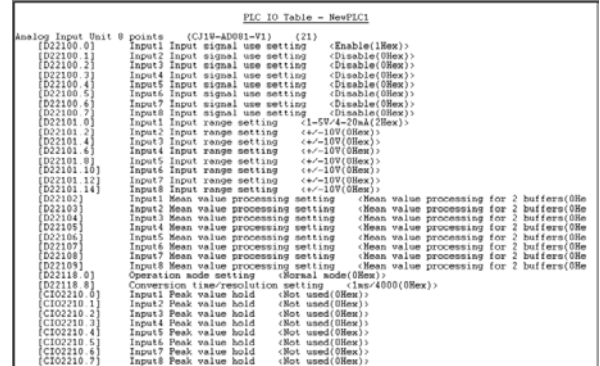 PLC IO Table - NewPLC1
Analog Input Unit 8 points (CJ1W-AD081-V1) (21)
[D22100.0] Input1 Input signal use setting <Enable(1Hex)>
[D22100.1] Input2 Input signal use setting <Disable(0Hex)>
[D22100.2] Input3 Input signal use setting <Disable(0Hex)>
[D22100.3] Input4 Input signal use setting <Disable(0Hex)>
[D22100.4] Input5 Input signal use setting <Disable(0Hex)>
[D22100.5] Input6 Input signal use setting <Disable(0Hex)>
[D22100.6] Input7 Input signal use setting <Disable(0Hex)>
[D22100.7] Input8 Input signal use setting <Disable(0Hex)>
[D22101.0] Input1 Input range setting <1-5V/4-20mA(2Hex)>
[D22101.2] Input2 Input range setting <+/-10V(0Hex)>
[D22101.4] Input3 Input range setting <+/-10V(0Hex)>
[D22101.6] Input4 Input range setting <+/-10V(0Hex)>
[D22101.8] Input5 Input range setting <+/-10V(0Hex)>
[D22101.10] Input6 Input range setting <+/-10V(0Hex)>
[D22101.12] Input7 Input range setting <+/-10V(0Hex)>
[D22101.14] Input8 Input range setting <+/-10V(0Hex)>
[D22102] Input1 Mean value processing setting <Mean value processing for 2 buffers(0He
[D22103] Input2 Mean value processing setting <Mean value processing for 2 buffers(0He
[D22104] Input3 Mean value processing setting <Mean value processing for 2 buffers(0He
[D22105] Input4 Mean value processing setting <Mean value processing for 2 buffers(0He
[D22106] Input5 Mean value processing setting <Mean value processing for 2 buffers(0He
[D22107] Input6 Mean value processing setting <Mean value processing for 2 buffers(0He
[D22108] Input7 Mean value processing setting <Mean value processing for 2 buffers(0He
[D22109] Input8 Mean value processing setting <Mean value processing for 2 buffers(0He
[D22118.0] Operation mode setting <Normal mode(0Hex)>
[D22118.8] Conversion time/resolution setting <1ms/4000(0Hex)>
[CIO2210.0] Input1 Peak value hold <Not used(0Hex)>
[CIO2210.1] Input2 Peak value hold <Not used(0Hex)>
[CIO2210.2] Input3 Peak value hold <Not used(0Hex)>
[CIO2210.3] Input4 Peak value hold <Not used(0Hex)>
[CIO2210.4] Input5 Peak value hold <Not used(0Hex)>
[CIO2210.5] Input6 Peak value hold <Not used(0Hex)>
[CIO2210.6] Input7 Peak value hold <Not used(0Hex)>
[CIO2210.7] Input8 Peak value hold <Not used(0Hex)>